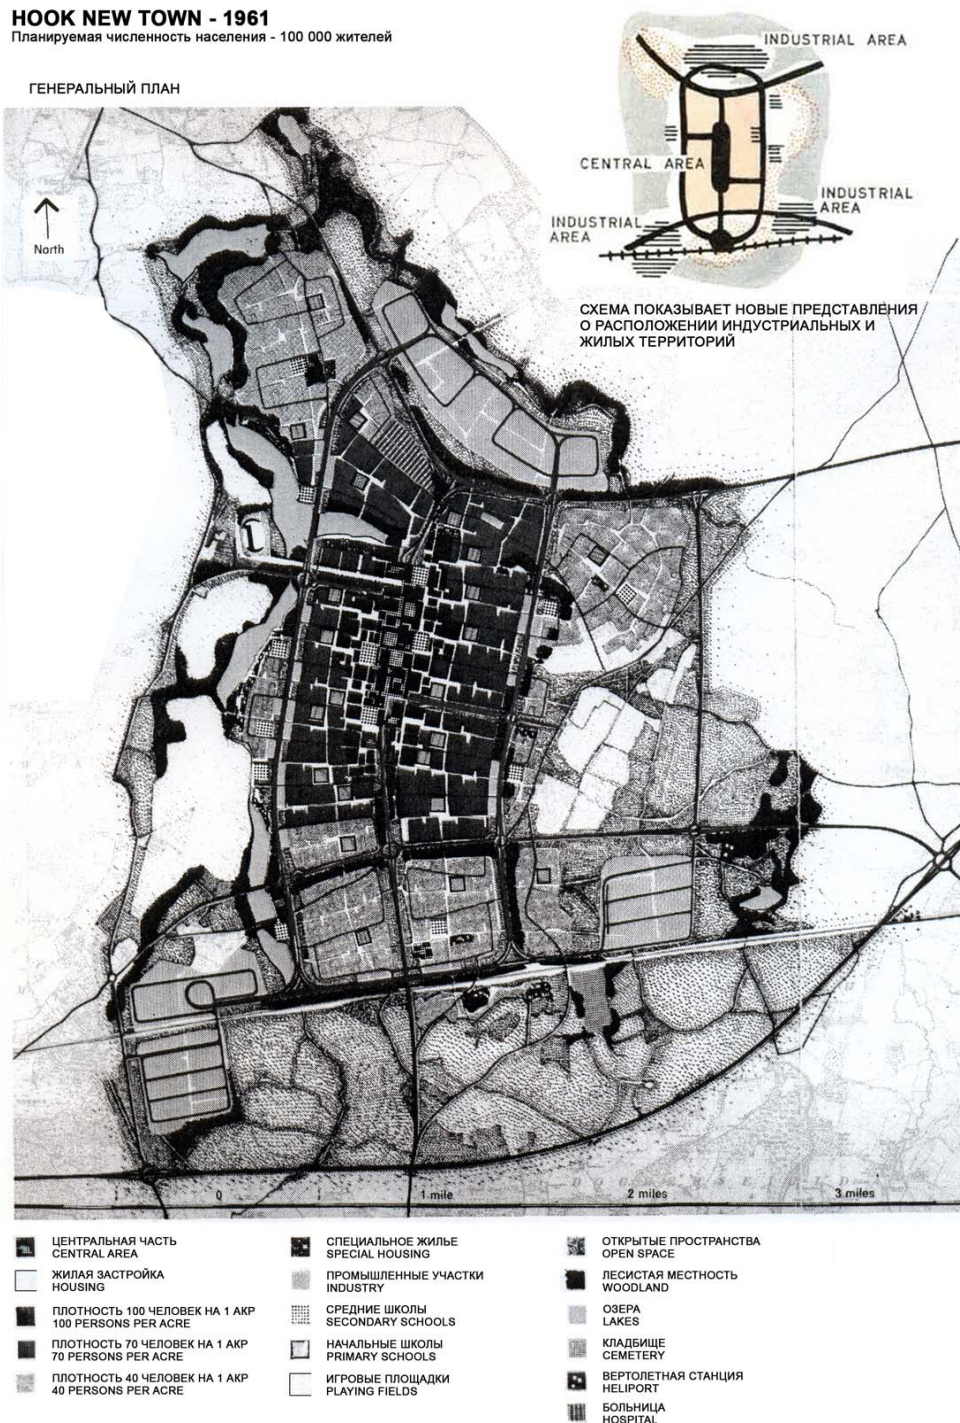 HOOK NEW TOWN - 1961
Планируемая численность населения - 100 000 жителей
ГЕНЕРАЛЬНЫЙ ПЛАН
INDUSTRIAL AREA
CENTRAL AREA
INDUSTRIAL
AREA
INDUSTRIAL
AREA
North
СХЕМА ПОКАЗЫВАЕТ НОВЫЕ ПРЕДСТАВЛЕНИЯ
О РАСПОЛОЖЕНИИ ИНДУСТРИАЛЬНЫХ И
ЖИЛЫХ ТЕРРИТОРИЙ
0
1 mile
2 miles
3 miles
ЦЕНТРАЛЬНАЯ ЧАСТЬ
CENTRAL AREA
ЖИЛАЯ ЗАСТРОЙКА
HOUSING
ПЛОТНОСТЬ 100 ЧЕЛОВЕК НА 1 АКР
100 PERSONS PER ACRE
ПЛОТНОСТЬ 70 ЧЕЛОВЕК НА 1 АКР
70 PERSONS PER ACRE
ПЛОТНОСТЬ 40 ЧЕЛОВЕК НА 1 АКР
40 PERSONS PER ACRE
СПЕЦИАЛЬНОЕ ЖИЛЬЕ
SPECIAL HOUSING
ПРОМЫШЛЕННЫЕ УЧАСТКИ
INDUSTRY
СРЕДНИЕ ШКОЛЫ
SECONDARY SCHOOLS
НАЧАЛЬНЫЕ ШКОЛЫ
PRIMARY SCHOOLS
ИГРОВЫЕ ПЛОЩАДКИ
PLAYING FIELDS
ОТКРЫТЫЕ ПРОСТРАНСТВА
OPEN SPACE
ЛЕСИСТАЯ МЕСТНОСТЬ
WOODLAND
ОЗЕРА
LAKES
КЛАДБИЩЕ
CEMETERY
ВЕРТОЛЕТНАЯ СТАНЦИЯ
HELIPORT
БОЛЬНИЦА
HOSPITAL